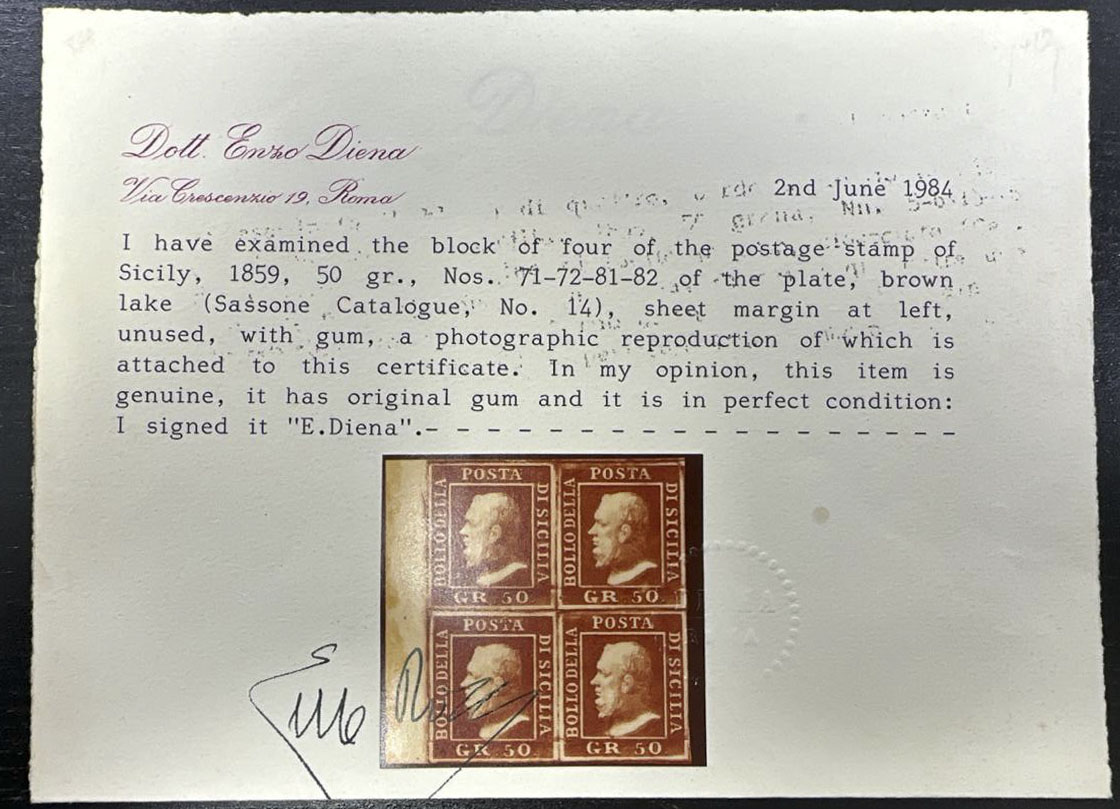 Diena
Dott. Enzo Diena
Via Crescenzio 19, Roma
2nd June 1984
I have examined the block of four of the postage stamp of
Sicily, 1859, 50 gr., Nos. 71-72-81-82 of the plate, brown
lake (Sassone Catalogue, No. 14), sheet margin at left,
unused, with gum, a photographic reproduction of which is
attached to this certificate. In my opinion, this item is
genuine, it has original gum and it is in perfect condition:
I signed it "E.Diena".- - - - - - - - - - - - - - - - - -
POSTA
BOLLO DELLA
DI SICILIA
GR 50
POSTA
BOLLO DELLA
DI SICILIA
GR 50
POSTA
BOLLO DELLA
DI SICILIA
GR 50
POSTA
BOLLO DELLA
DI SICILIA
GR 50